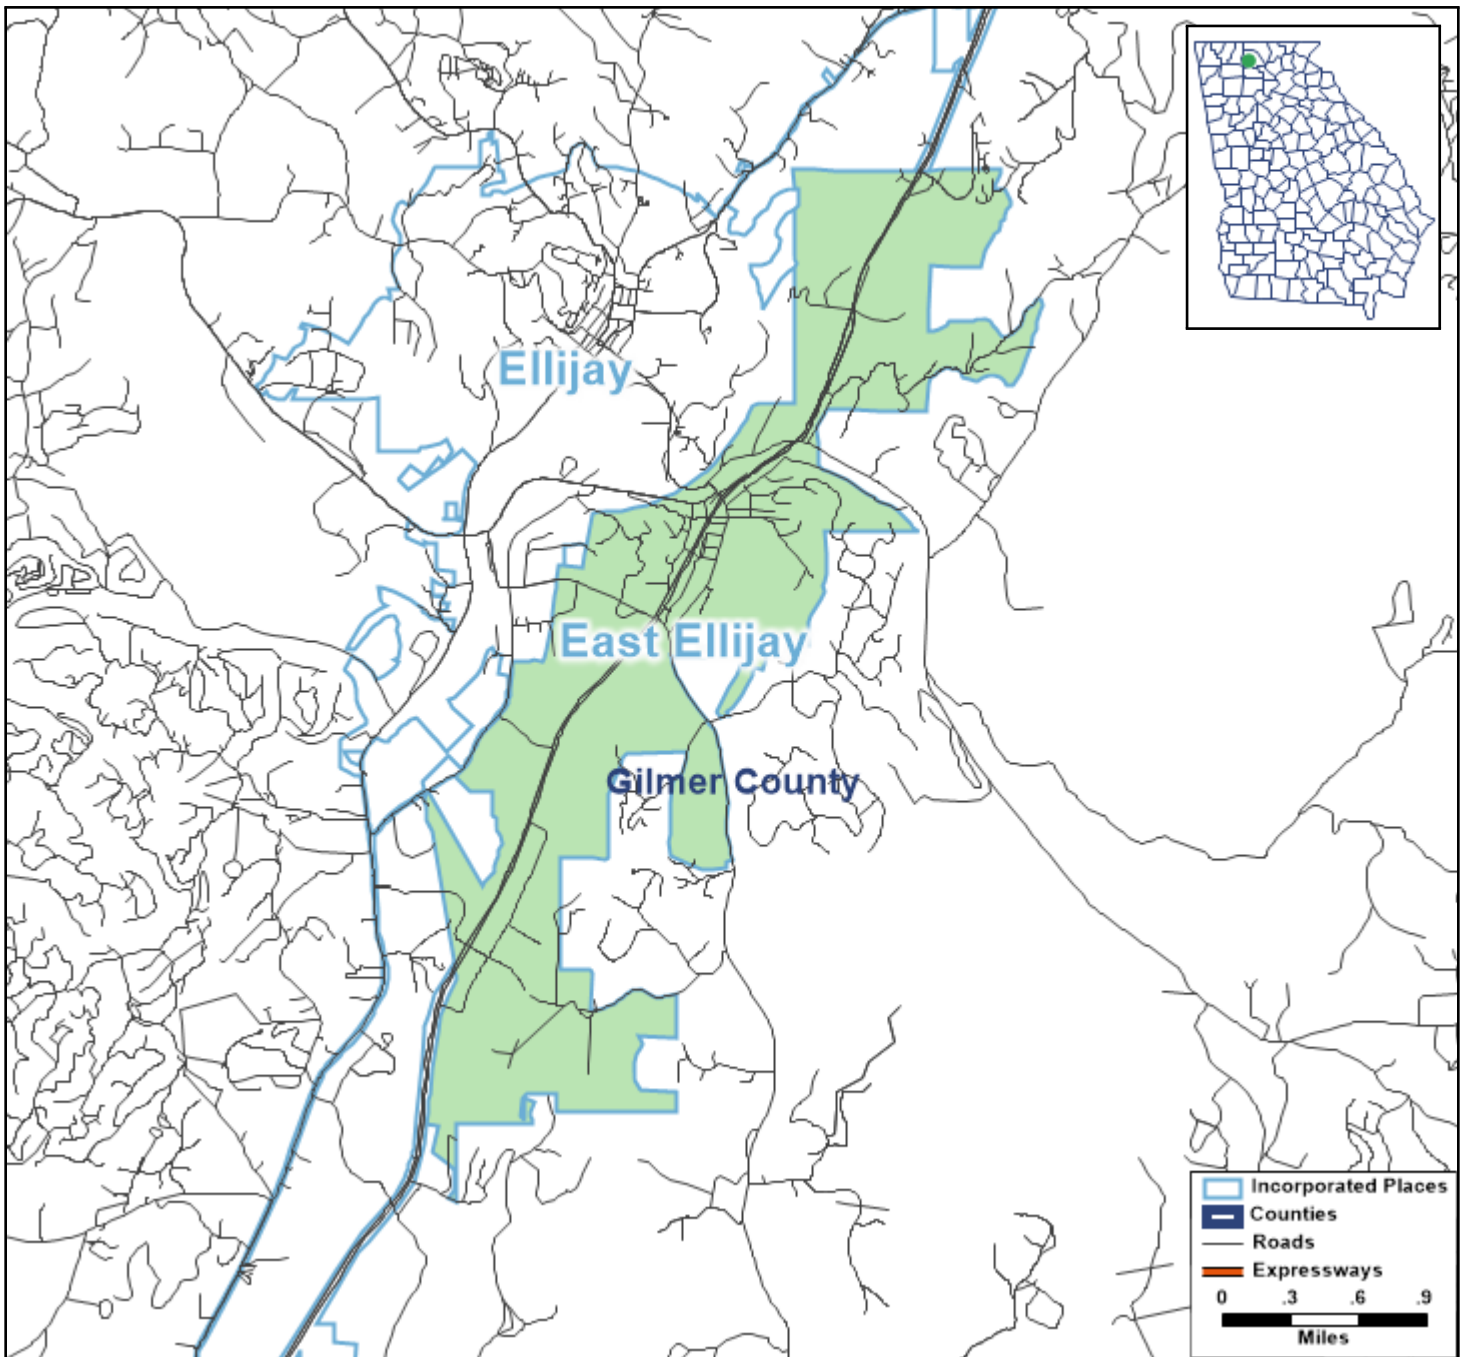 Ellijay
East Ellijay
Gilmer County
Incorporated Places
Counties
Roads
Expressways
0 .3 .6 .9
Miles